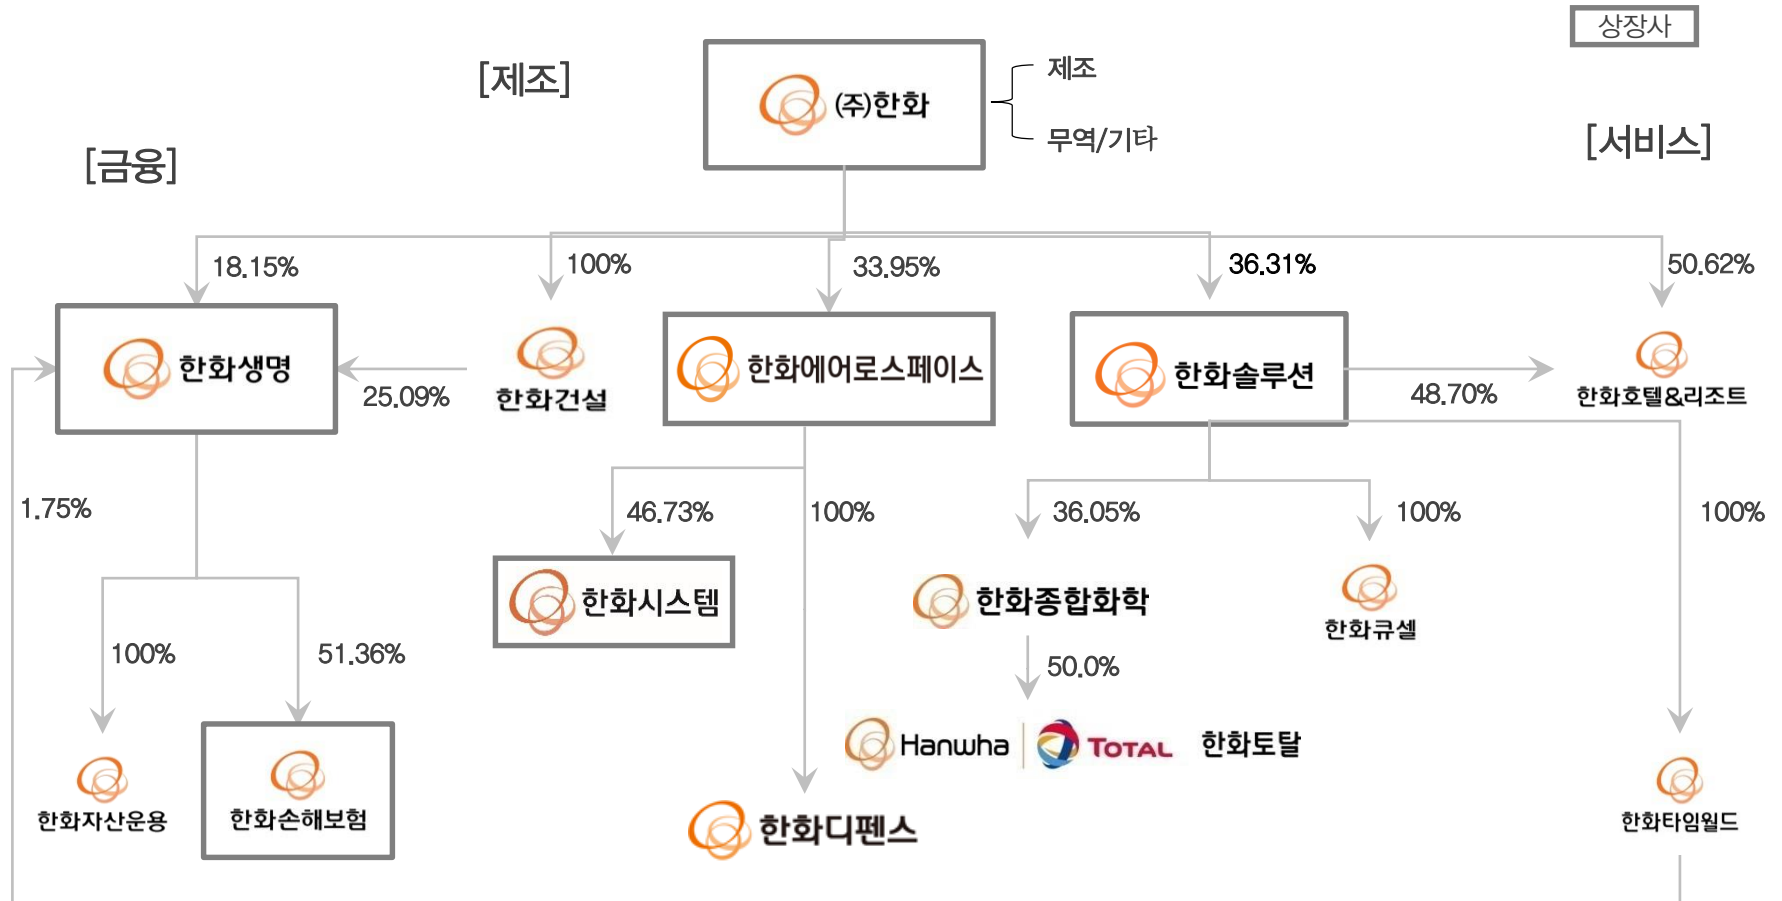 상장사
[제조]
(주)한화
제조
무역/기타
[금융]
[서비스]
18.15%
100%
33.95%
36.31%
50.62%
한화생명
25.09%
한화건설
한화에어로스페이스
한화솔루션
48.70%
한화호텔&리조트
1.75%
46.73%
100%
36.05%
100%
100%
한화시스템
한화종합화학
한화큐셀
100%
51.36%
50.0%
Hanwha TOTAL 한화토탈
한화자산운용
한화손해보험
한화디펜스
한화타임월드